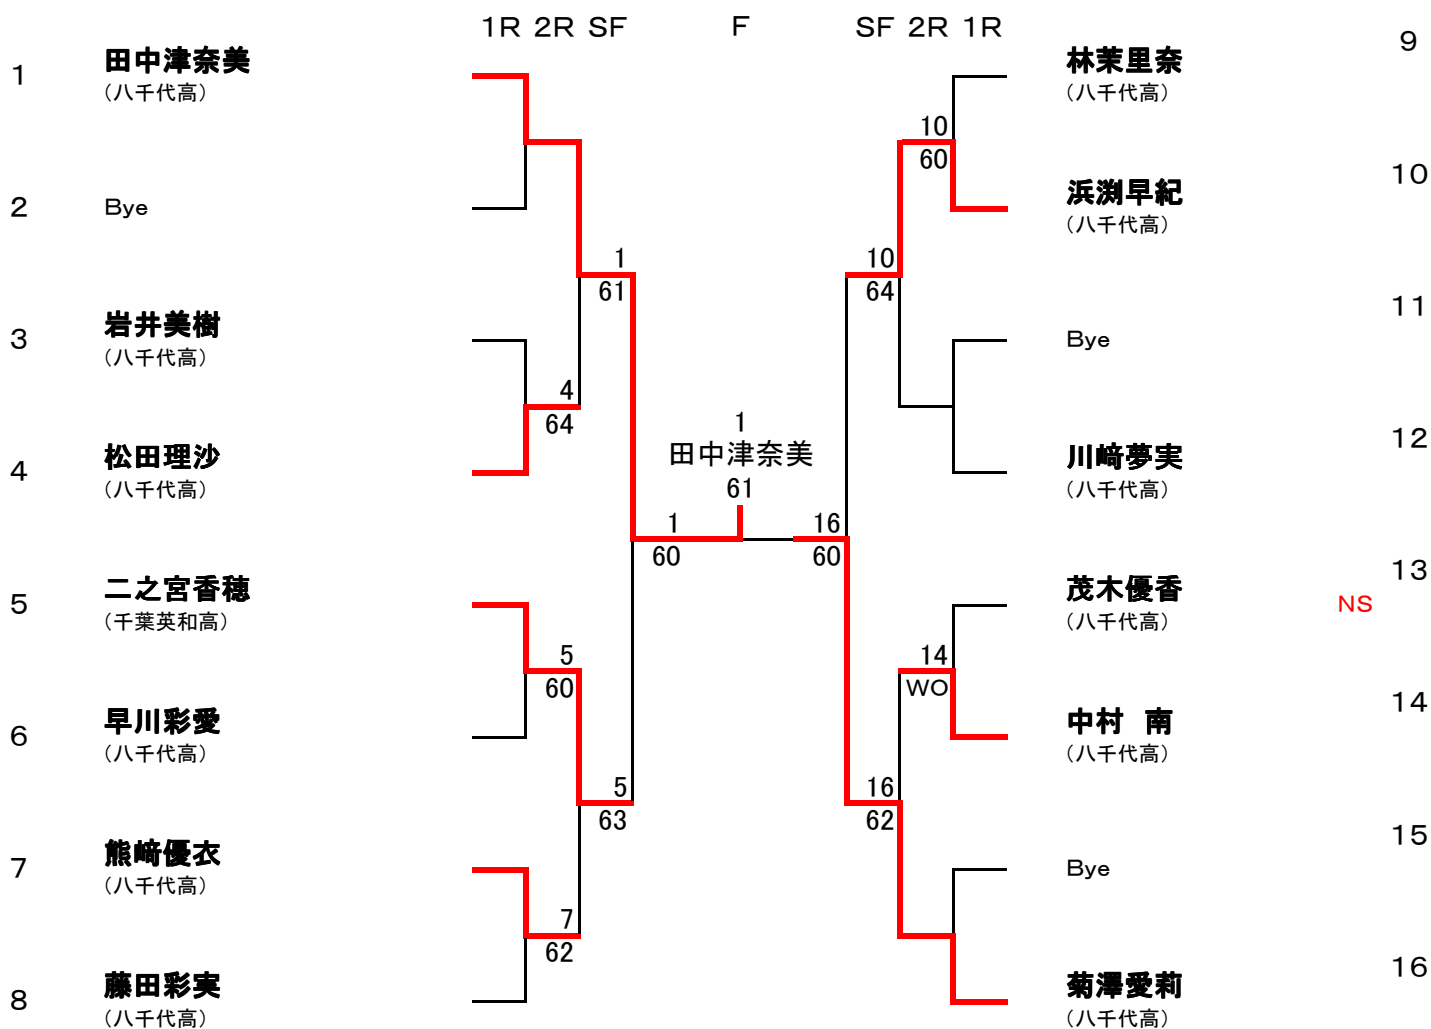 1R 2R SF F SF 2R 1R
1 田中津奈美
(八千代高)
2 Bye
1
61
3 岩井美樹
(八千代高)
4
64
4 松田理沙
(八千代高)
1
田中津奈美
61
1
60
5 二之宮香穂
(千葉英和高)
5
60
6 早川彩愛
(八千代高)
5
63
7 熊﨑優衣
(八千代高)
7
62
8 藤田彩実
(八千代高)
林茉里奈 9
(八千代高)
10
60
浜渕早紀 10
(八千代高)
10
64
Bye 11
川﨑夢実 12
(八千代高)
16
60
茂木優香 13
(八千代高) NS
14
WO
中村 南 14
(八千代高)
16
62
Bye 15
菊澤愛莉 16
(八千代高)